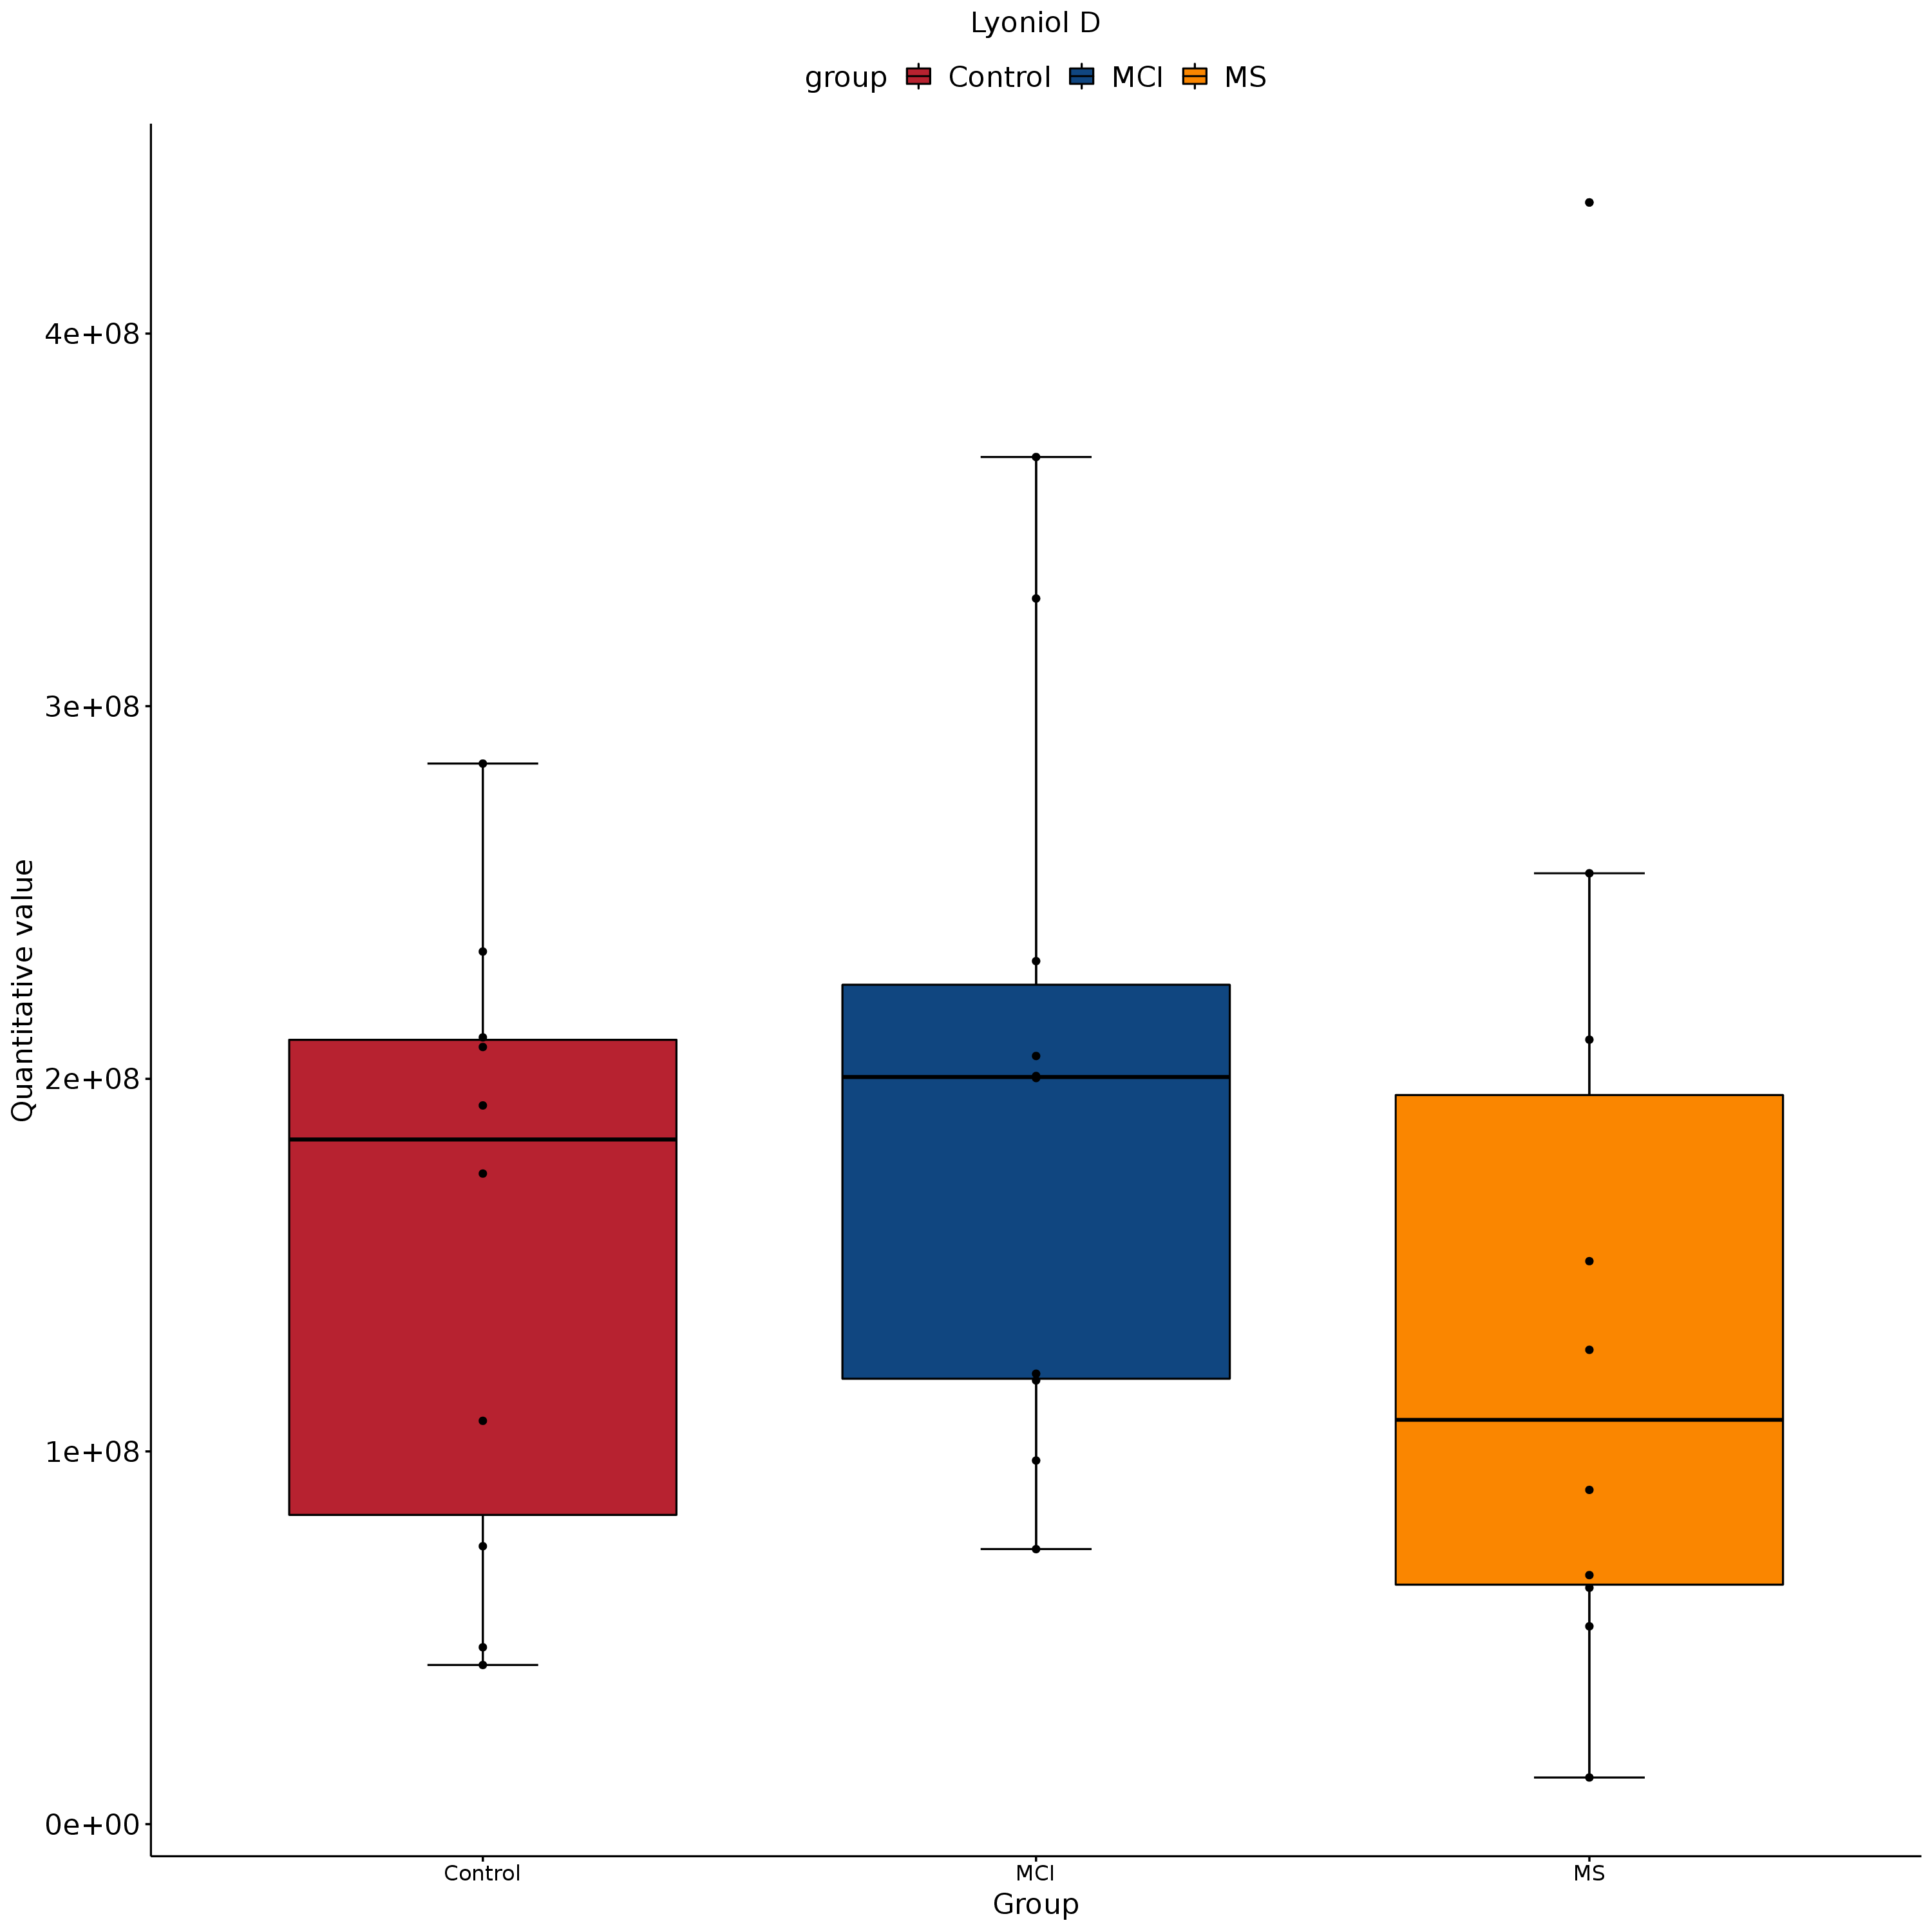 Lyoniol D
group Control MCI MS
Quantitative value
4e+08
3e+08
2e+08
1e+08
0e+00
Control MCI MS
Group